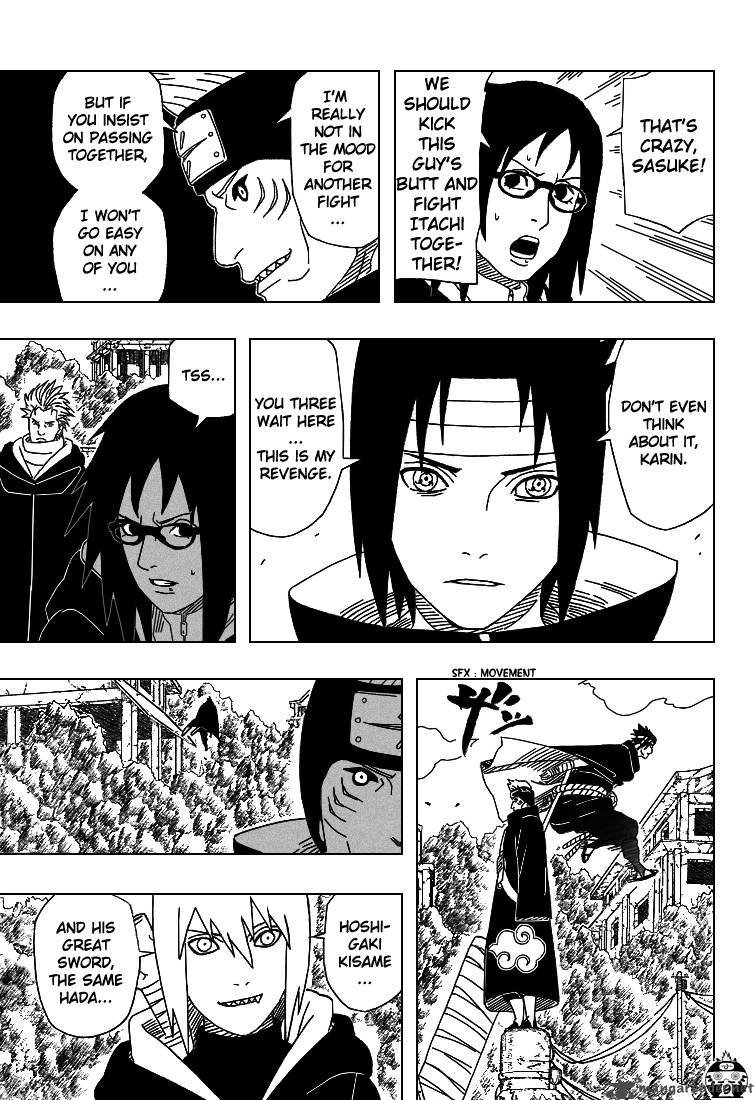 THAT'S
CRAZY,
SASUKE!
WE
SHOULD
KICK
THIS
GUY'S
BUTT AND
FIGHT
ITACHI
TOGE-
THER!
I'M
REALLY
NOT IN
THE MOOD
FOR
ANOTHER
FIGHT
...
BUT IF
YOU INSIST
ON PASSING
TOGETHER,
I WON'T
GO EASY
ON ANY
OF YOU
...
DON'T EVEN
THINK
ABOUT IT,
KARIN.
YOU THREE
WAIT HERE
...
THIS IS MY
REVENGE.
TSS...
SFX : MOVEMENT
HOSHI-
GAKI
KISAME
...
AND HIS
GREAT
SWORD,
THE SAME
HADA...